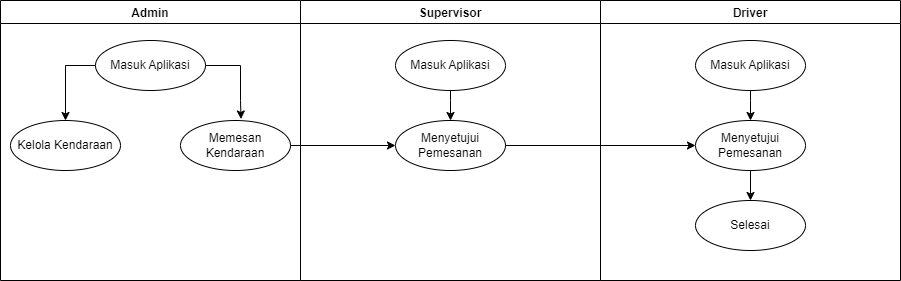 Admin
Supervisor
Driver
Masuk Aplikasi
Masuk Aplikasi
Masuk Aplikasi
Kelola Kendaraan
Memesan
Kendaraan
Menyetujui
Pemesanan
Menyetujui
Pemesanan
Selesai